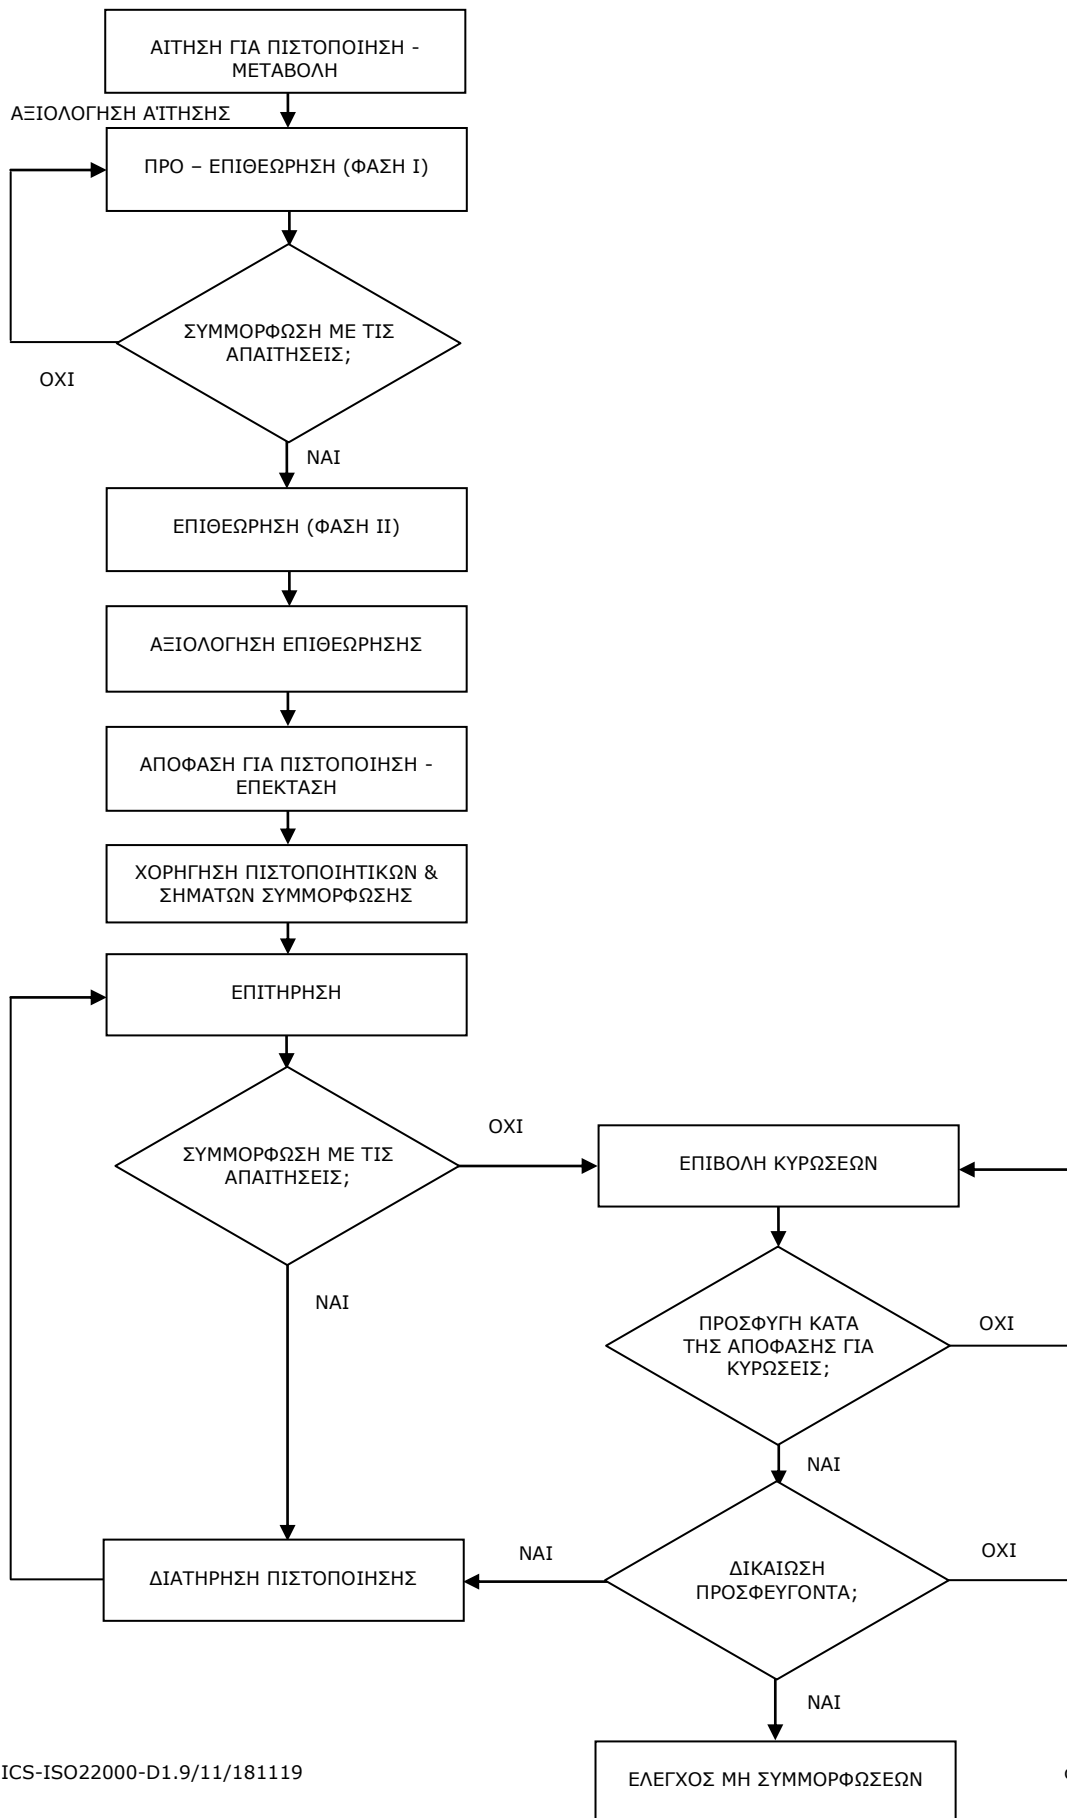 ΑΙΤΗΣΗ ΓΙΑ ΠΙΣΤΟΠΟΙΗΣΗ -
ΜΕΤΑΒΟΛΗ
ΑΞΙΟΛΟΓΗΣΗ ΑΊΤΗΣΗΣ
ΠΡΟ – ΕΠΙΘΕΩΡΗΣΗ (ΦΑΣΗ Ι)
ΣΥΜΜΟΡΦΩΣΗ ΜΕ ΤΙΣ
ΑΠΑΙΤΗΣΕΙΣ;
ΟΧΙ
ΝΑΙ
ΕΠΙΘΕΩΡΗΣΗ (ΦΑΣΗ ΙΙ)
ΑΞΙΟΛΟΓΗΣΗ ΕΠΙΘΕΩΡΗΣΗΣ
ΑΠΟΦΑΣΗ ΓΙΑ ΠΙΣΤΟΠΟΙΗΣΗ -
ΕΠΕΚΤΑΣΗ
ΧΟΡΗΓΗΣΗ ΠΙΣΤΟΠΟΙΗΤΙΚΩΝ &
ΣΗΜΑΤΩΝ ΣΥΜΜΟΡΦΩΣΗΣ
ΕΠΙΤΗΡΗΣΗ
ΣΥΜΜΟΡΦΩΣΗ ΜΕ ΤΙΣ
ΑΠΑΙΤΗΣΕΙΣ;
ΟΧΙ
ΕΠΙΒΟΛΗ ΚΥΡΩΣΕΩΝ
ΝΑΙ
ΠΡΟΣΦΥΓΗ ΚΑΤΑ
ΤΗΣ ΑΠΟΦΑΣΗΣ ΓΙΑ
ΚΥΡΩΣΕΙΣ;
ΟΧΙ
ΝΑΙ
ΔΙΑΤΗΡΗΣΗ ΠΙΣΤΟΠΟΙΗΣΗΣ
ΝΑΙ
ΔΙΚΑΙΩΣΗ
ΠΡΟΣΦΕΥΓΟΝΤΑ;
ΟΧΙ
ΝΑΙ
ΕΛΕΓΧΟΣ ΜΗ ΣΥΜΜΟΡΦΩΣΕΩΝ
ICS-ISO22000-D1.9/11/181119